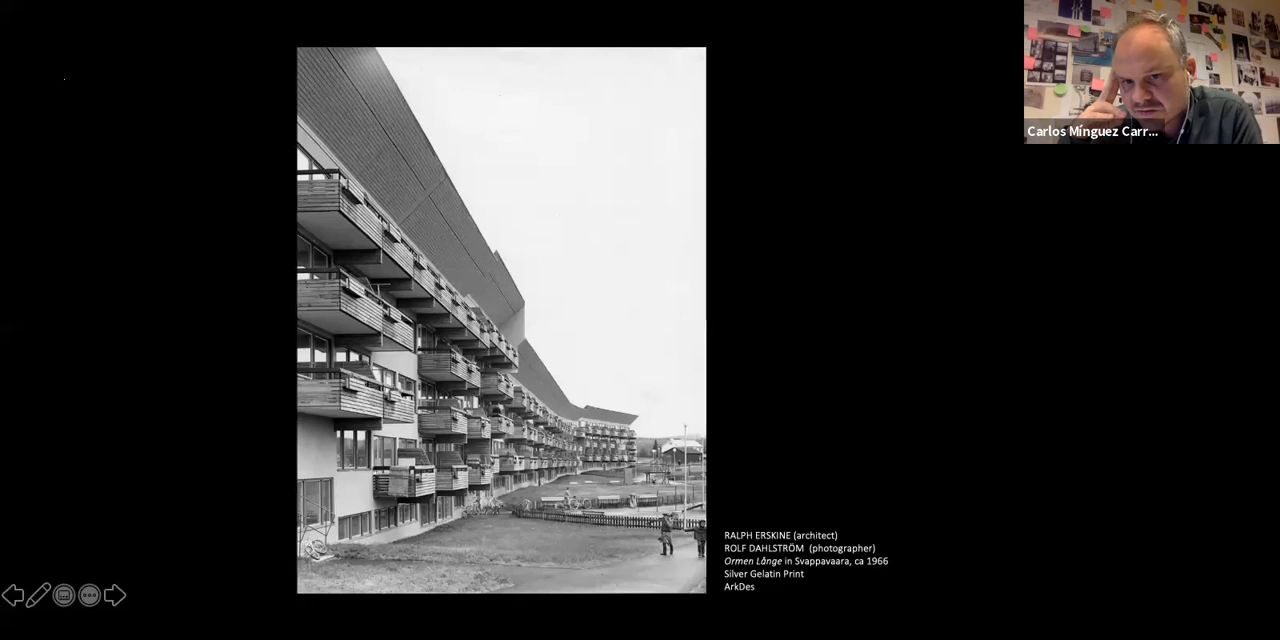 Carlos Mínguez Carr...
RALPH ERSKINE (architect)
ROLF DAHLSTRÖM (photographer)
Ormen Långe in Svappavaara, ca 1966
Silver Gelatin Print
ArkDes